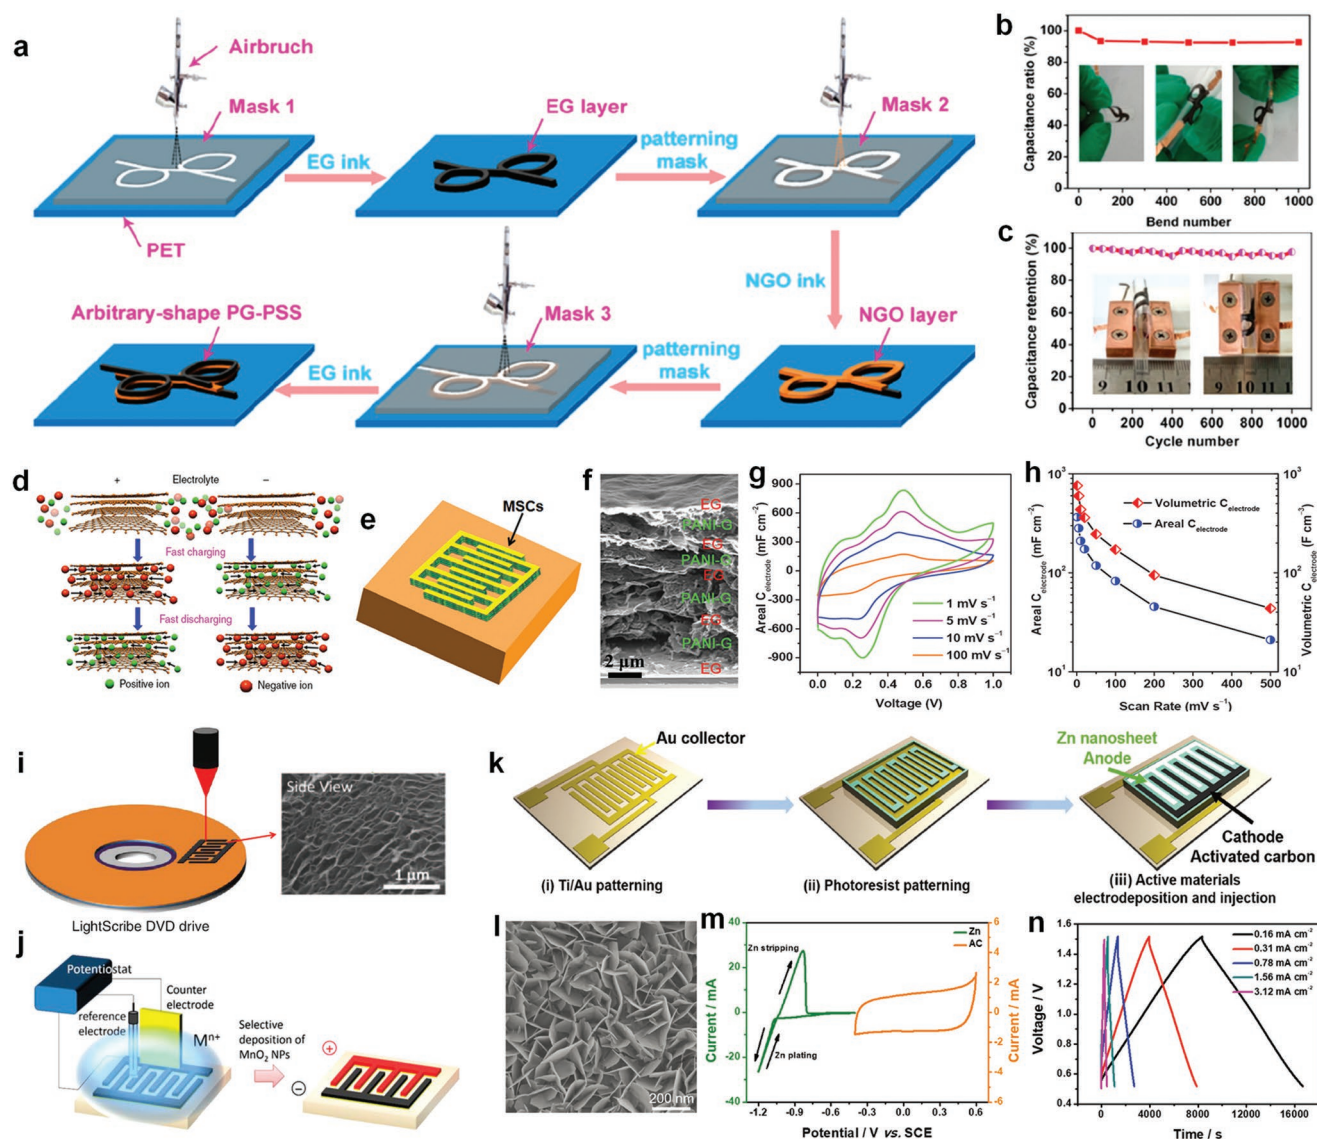 a
Airbruch
Mask 1
EG layer
Mask 2
EG ink
patterning
mask
PET
NGO ink
Arbitrary-shape PG-PSS
Mask 3
NGO layer
EG ink
patterning
mask
b
Capacitance ratio (%)
100
80
60
40
20
0
0 200 400 600 800 1000
Bend number
c
Capacitance retention (%)
100
80
60
40
20
0
9 10 11
9 10 11 1
0 200 400 600 800 1000
Cycle number
d
+ Electrolyte −
Fast charging
Fast discharging
Positive ion Negative ion
e
MSCs
f
EG
PANI-G
EG
PANI-G
EG
PANI-G
EG
PANI-G
EG
2 μm
g
Areal C electrode (mF cm⁻²)
900
600
300
0
-300
-600
-900
1 mV s⁻¹
5 mV s⁻¹
10 mV s⁻¹
100 mV s⁻¹
0.0 0.2 0.4 0.6 0.8 1.0
Voltage (V)
h
Areal C electrode (mF cm⁻²)
10³
10²
10¹
Volumetric C electrode
Areal C electrode
10³
10²
10¹
Volumetric C electrode (F cm⁻³)
0 100 200 300 400 500
Scan Rate (mV s⁻¹)
i
Side View
1 μm
LightScribe DVD drive
j
Potentiostat
Counter
electrode
reference
electrode
Mⁿ⁺
Selective
deposition of
MnO₂ NPs
+
−
k
Au collector
Zn nanosheet
Anode
Cathode
Activated carbon
(i) Ti/Au patterning
(ii) Photoresist patterning
(iii) Active materials
electrodeposition and injection
l
200 nm
m
Current / mA
40
20
0
-20
-40
Zn stripping
Zn plating
Zn
AC
6
4
2
0
-2
-4
-6
Current / mA
-1.2 -0.9 -0.6 -0.3 0.0 0.3 0.6
Potential / V vs. SCE
n
Voltage / V
1.6
1.4
1.2
1.0
0.8
0.6
0.4
0.16 mA cm⁻²
0.31 mA cm⁻²
0.78 mA cm⁻²
1.56 mA cm⁻²
3.12 mA cm⁻²
0 4000 8000 12000 16000
Time / s